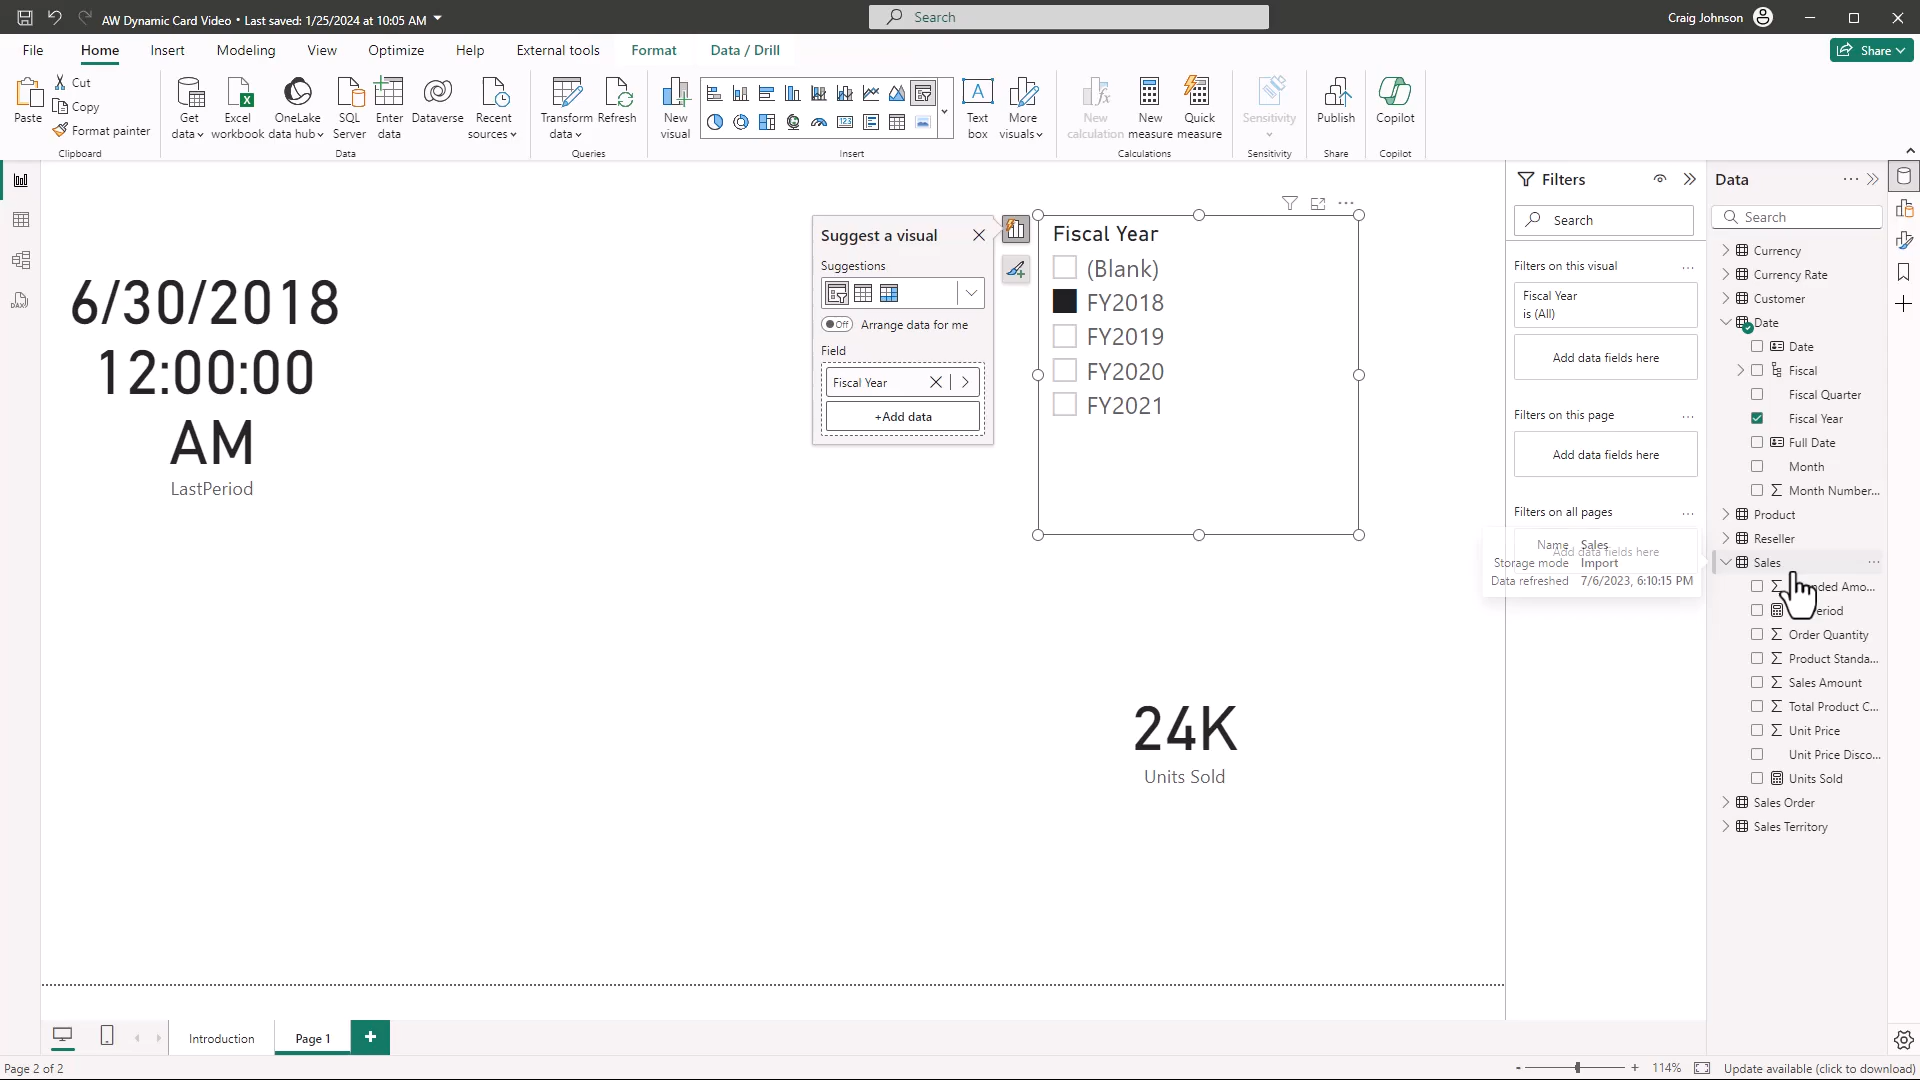 AW Dynamic Card Video • Last saved: 1/25/2024 at 10:05 AM
Search
Craig Johnson
File
Home
Insert
Modeling
View
Optimize
Help
External tools
Format
Data / Drill
Share
Paste
Cut
Copy
Format painter
Clipboard
Get data
Excel workbook
OneLake data hub
SQL Server
Enter data
Dataverse
Recent sources
Data
Transform data
Refresh
Queries
New visual
Insert
Text box
More visuals
New calculation
New measure
Quick measure
Calculations
Sensitivity
Sensitivity
Publish
Share
Copilot
Copilot
6/30/2018
12:00:00
AM
LastPeriod
Suggest a visual
Suggestions
Off
Arrange data for me
Field
Fiscal Year
+Add data
Fiscal Year
(Blank)
FY2018
FY2019
FY2020
FY2021
24K
Units Sold
Filters
Search
Filters on this visual
Fiscal Year
is (All)
Add data fields here
Filters on this page
Add data fields here
Filters on all pages
Add data fields here
Name Sales
Storage mode Import
Data refreshed 7/6/2023, 6:10:15 PM
Data
Search
Currency
Currency Rate
Customer
Date
Date
Fiscal
Fiscal Quarter
Fiscal Year
Full Date
Month
Month Number...
Product
Reseller
Sales
Amo...
Order Quantity
Product Standa...
Sales Amount
Total Product C...
Unit Price
Unit Price Disco...
Units Sold
Sales Order
Sales Territory
Introduction
Page 1
Page 2 of 2
114%
Update available (click to download)